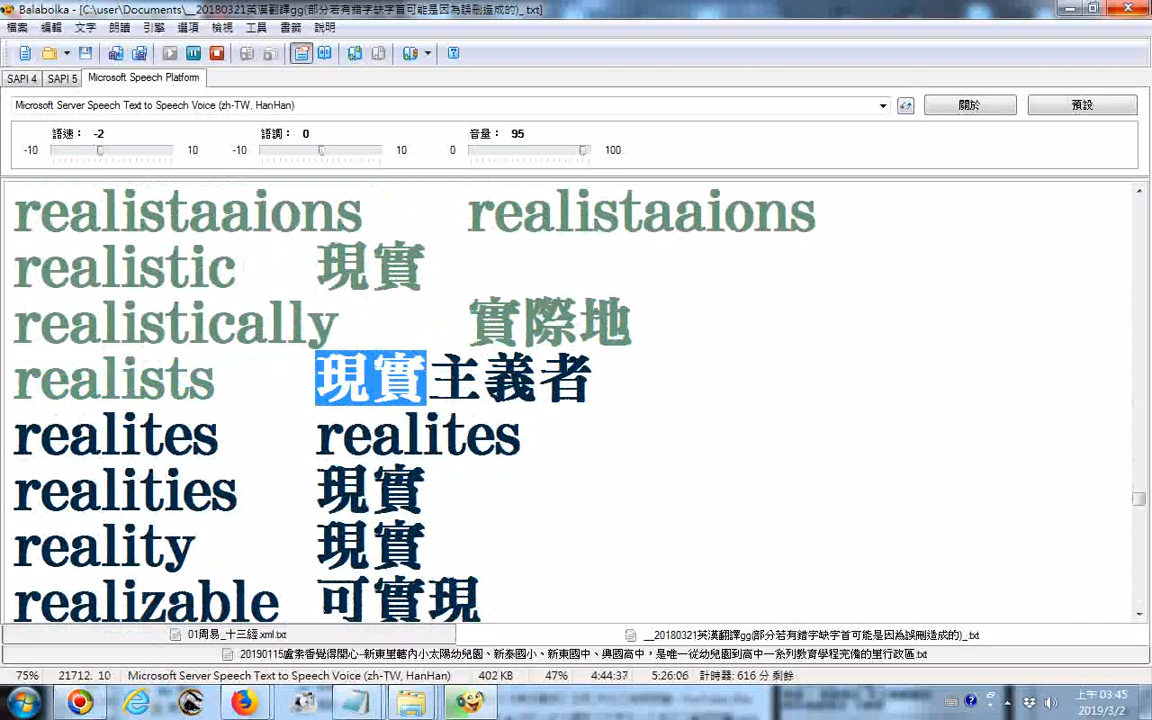 Balabolka - [C:\user\Documents\__20180321英漢翻譯gg(部分若有錯字缺字首可能是因為誤刪造成的)_txt]
檔案 編輯 文字 朗讀 引擎 選項 檢視 工具 書籤 說明
SAPI 4 SAPI 5 Microsoft Speech Platform
Microsoft Server Speech Text to Speech Voice (zh-TW, HanHan) 關於 預設
語速： -2 語調： 0 音量： 95
-10 10 -10 10 0 100
realistaaions realistaaions
realistic 現實
realistically 實際地
realists 現實主義者
realites realites
realities 現實
reality 現實
realizable 可實現
01周易_十三經.xml.txt __20180321英漢翻譯gg(部分若有錯字缺字首可能是因為誤刪造成的)_.txt
20190115盧素香覺得開心--新東里轄內小太陽幼兒園、新泰國小、新東國中、興國高中，是唯一從幼兒園到高中一系列教育學程完備的里行政區.txt
75% 21712: 10 Microsoft Server Speech Text to Speech Voice (zh-TW, HanHan) 402 KB 47% 4:44:37 5:26:06 計時器: 616 分 剩餘
上午 03:45
2019/3/2